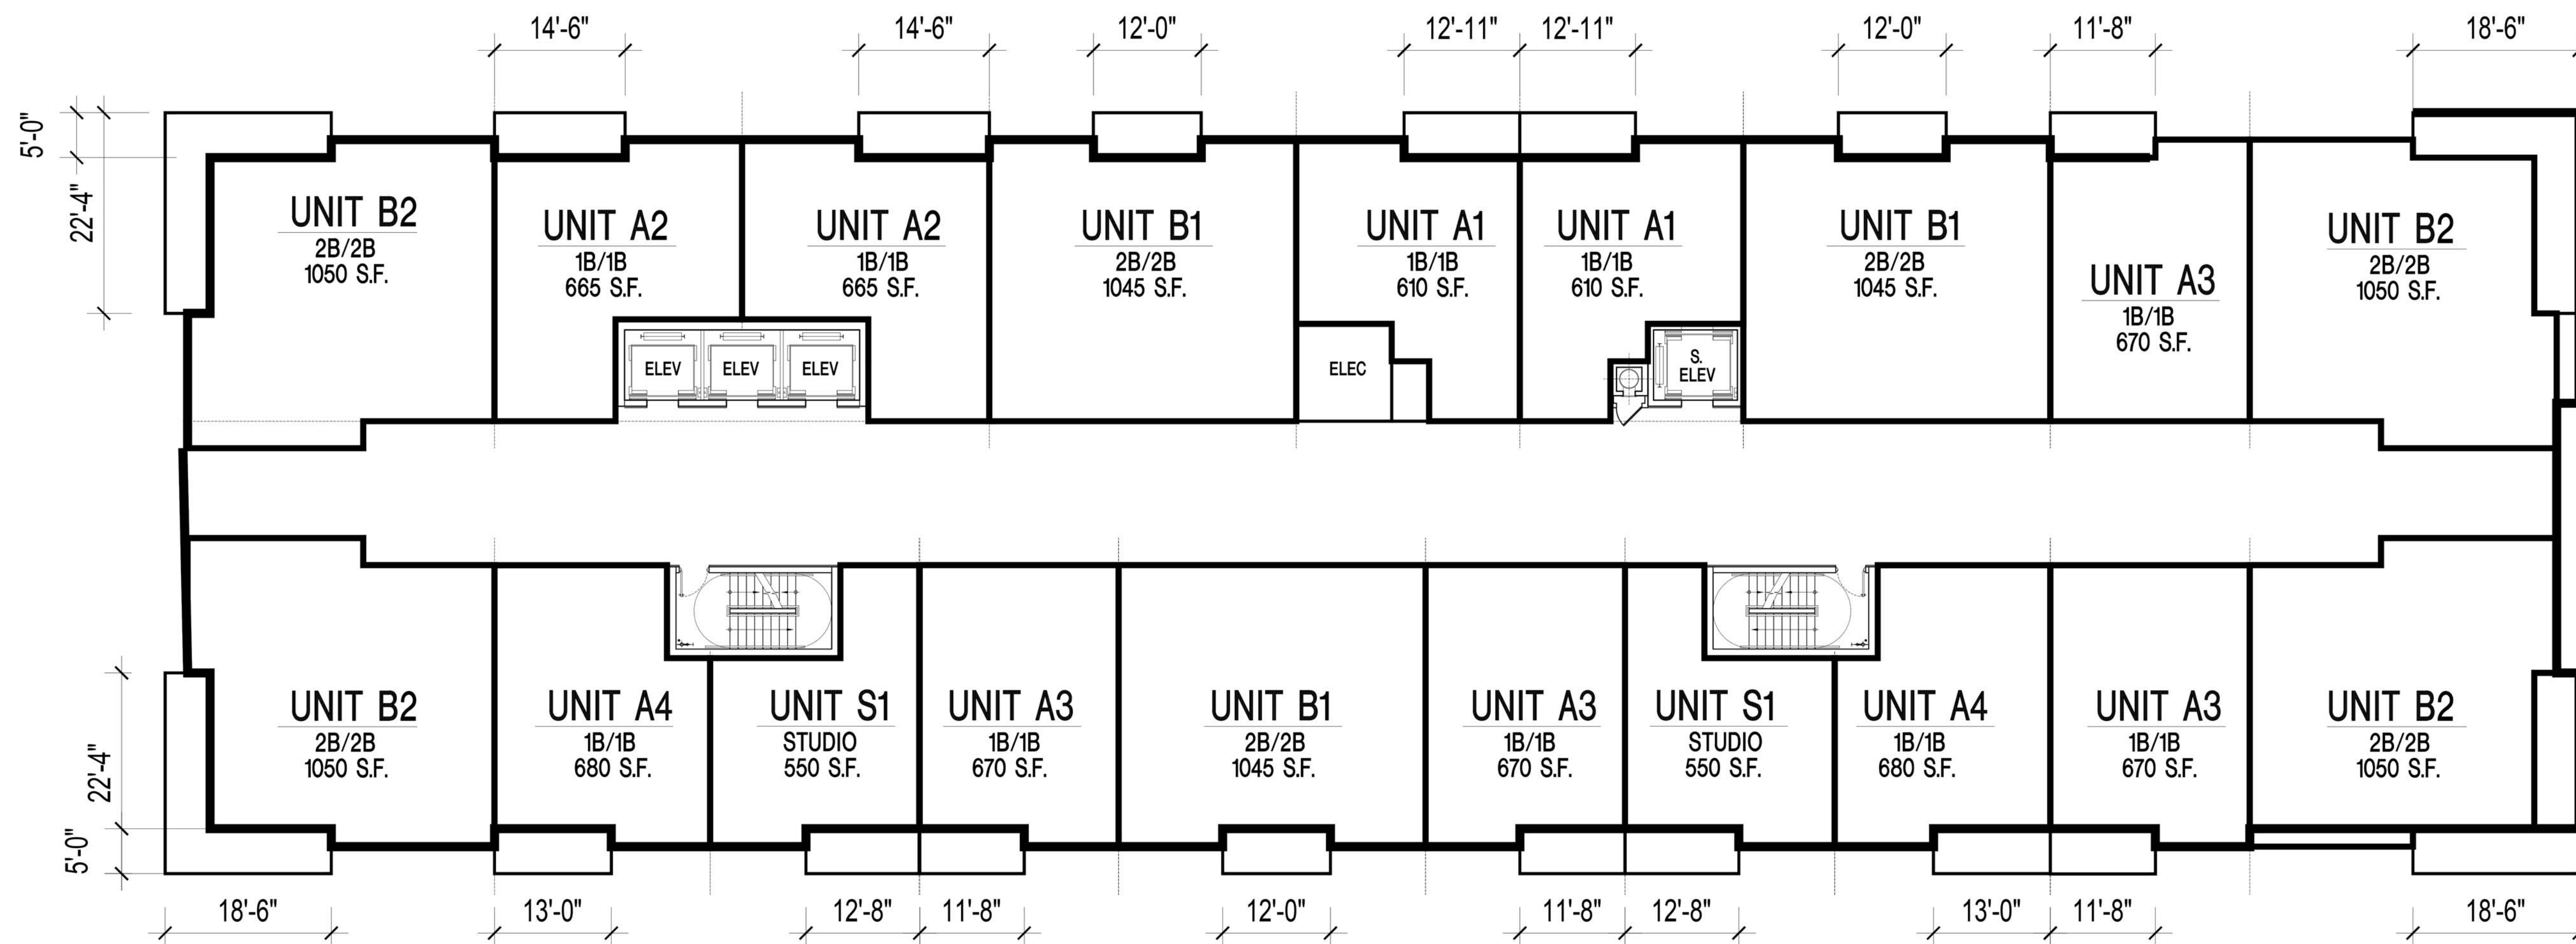 14'-6"
14'-6"
12'-0"
12'-11"
12'-11"
12'-0"
11'-8"
18'-6"
5'-0"
22'-4"
UNIT B2
2B/2B
1050 S.F.
UNIT A2
1B/1B
665 S.F.
UNIT A2
1B/1B
665 S.F.
UNIT B1
2B/2B
1045 S.F.
UNIT A1
1B/1B
610 S.F.
UNIT A1
1B/1B
610 S.F.
UNIT B1
2B/2B
1045 S.F.
UNIT A3
1B/1B
670 S.F.
UNIT B2
2B/2B
1050 S.F.
ELEV
ELEV
ELEV
ELEC
S.
ELEV
UNIT B2
2B/2B
1050 S.F.
UNIT A4
1B/1B
680 S.F.
UNIT S1
STUDIO
550 S.F.
UNIT A3
1B/1B
670 S.F.
UNIT B1
2B/2B
1045 S.F.
UNIT A3
1B/1B
670 S.F.
UNIT S1
STUDIO
550 S.F.
UNIT A4
1B/1B
680 S.F.
UNIT A3
1B/1B
670 S.F.
UNIT B2
2B/2B
1050 S.F.
22'-4"
5'-0"
18'-6"
13'-0"
12'-8"
11'-8"
12'-0"
11'-8"
12'-8"
13'-0"
11'-8"
18'-6"